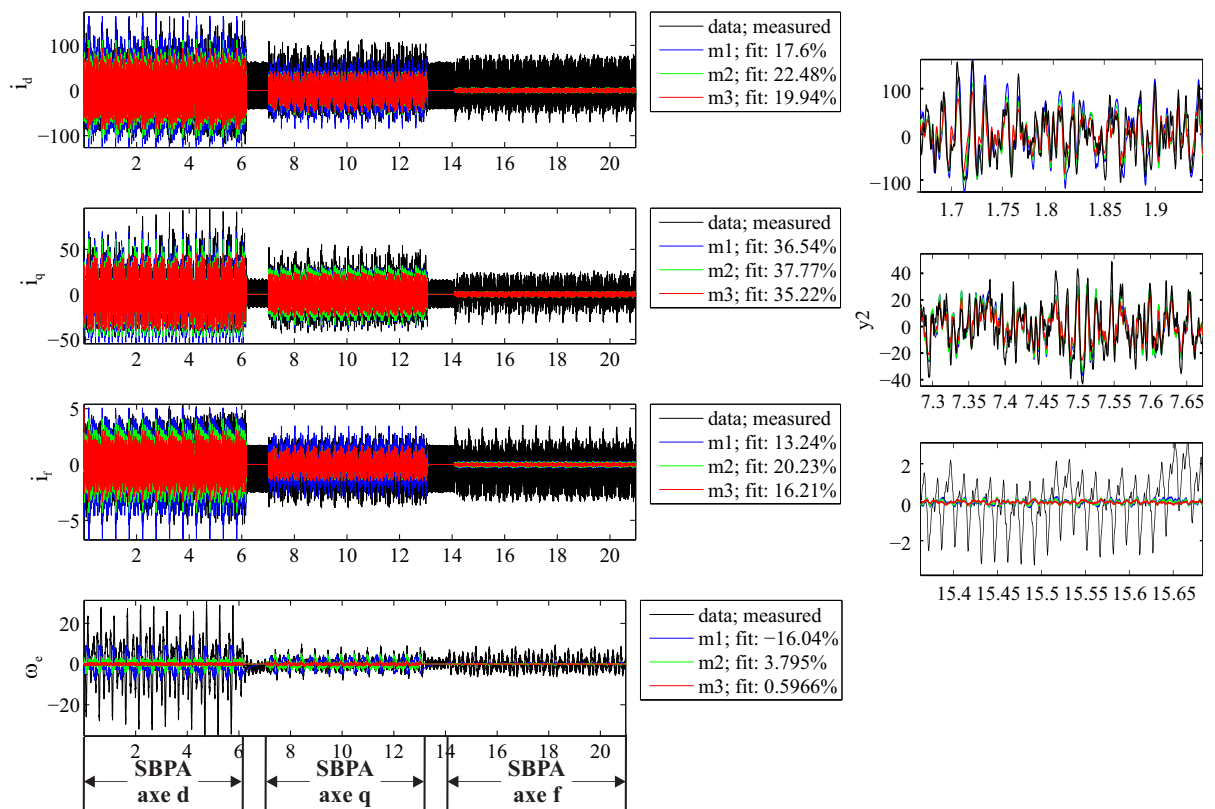 i_d
100
0
−100
2 4 6 8 10 12 14 16 18 20
data; measured
m1; fit: 17.6%
m2; fit: 22.48%
m3; fit: 19.94%
i_q
50
0
−50
2 4 6 8 10 12 14 16 18 20
data; measured
m1; fit: 36.54%
m2; fit: 37.77%
m3; fit: 35.22%
i_f
5
0
−5
2 4 6 8 10 12 14 16 18 20
data; measured
m1; fit: 13.24%
m2; fit: 20.23%
m3; fit: 16.21%
ω_e
20
0
−20
2 4 6 8 10 12 14 16 18 20
data; measured
m1; fit: −16.04%
m2; fit: 3.795%
m3; fit: 0.5966%
SBPA
axe d
SBPA
axe q
SBPA
axe f
100
0
−100
1.7 1.75 1.8 1.85 1.9
y2
40
20
0
−20
−40
7.3 7.35 7.4 7.45 7.5 7.55 7.6 7.65
2
0
−2
15.4 15.45 15.5 15.55 15.6 15.65